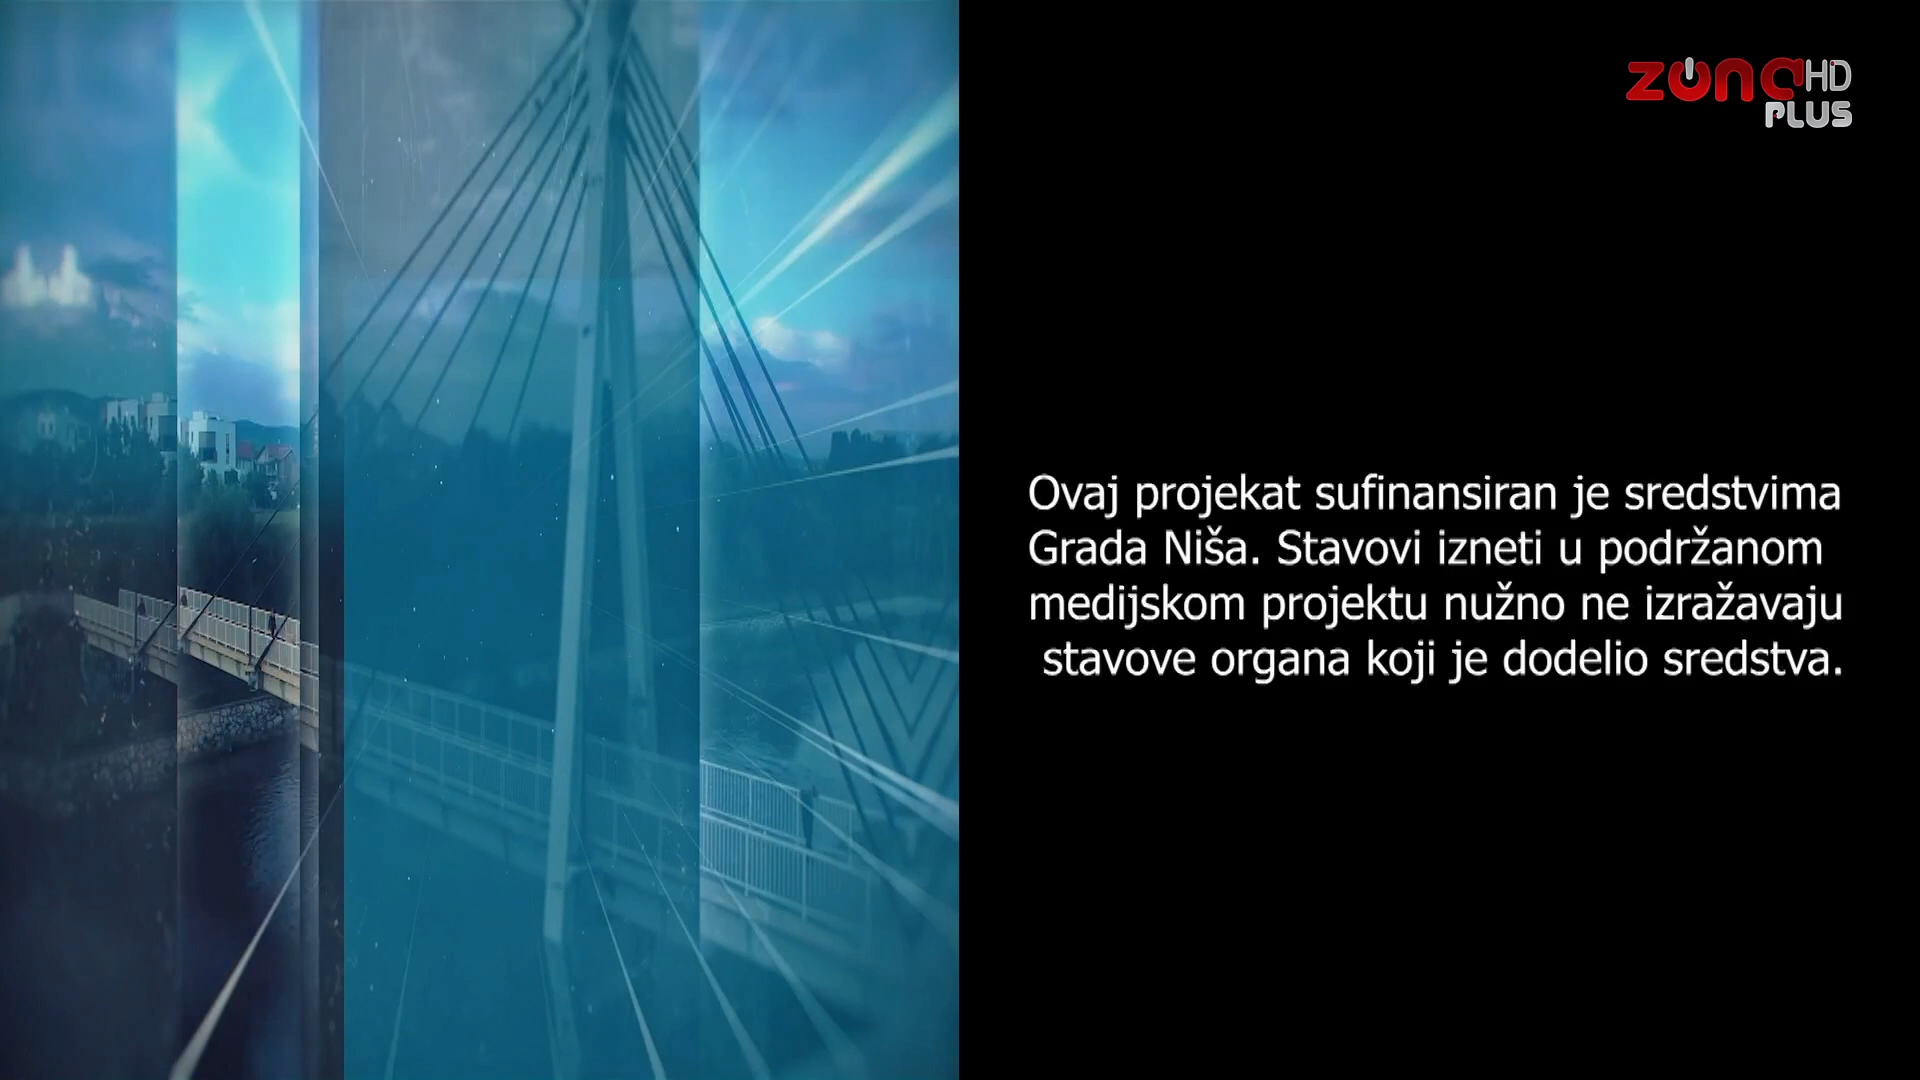 zona HD
PLUS
Ovaj projekat sufinansiran je sredstvima
Grada Niša. Stavovi izneti u podržanom
medijskom projektu nužno ne izražavaju
stavove organa koji je dodelio sredstva.